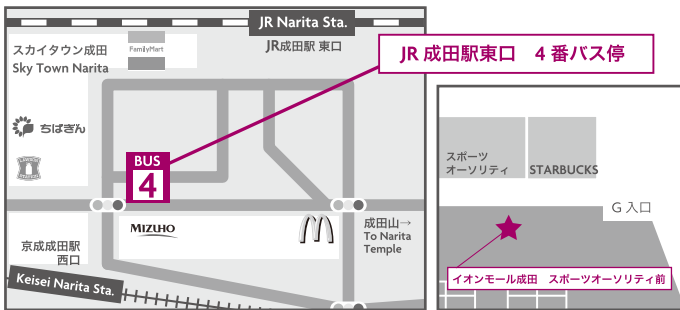 JR Narita Sta.
JR成田駅 東口
スカイタウン成田
Sky Town Narita
FamilyMart
JR 成田駅東口　4 番バス停
ちばぎん
BUS
4
MIZUHO
成田山→
To Narita
Temple
京成成田駅
西口
Keisei Narita Sta.
スポーツ
オーソリティ
STARBUCKS
G 入口
イオンモール成田　スポーツオーソリティ前